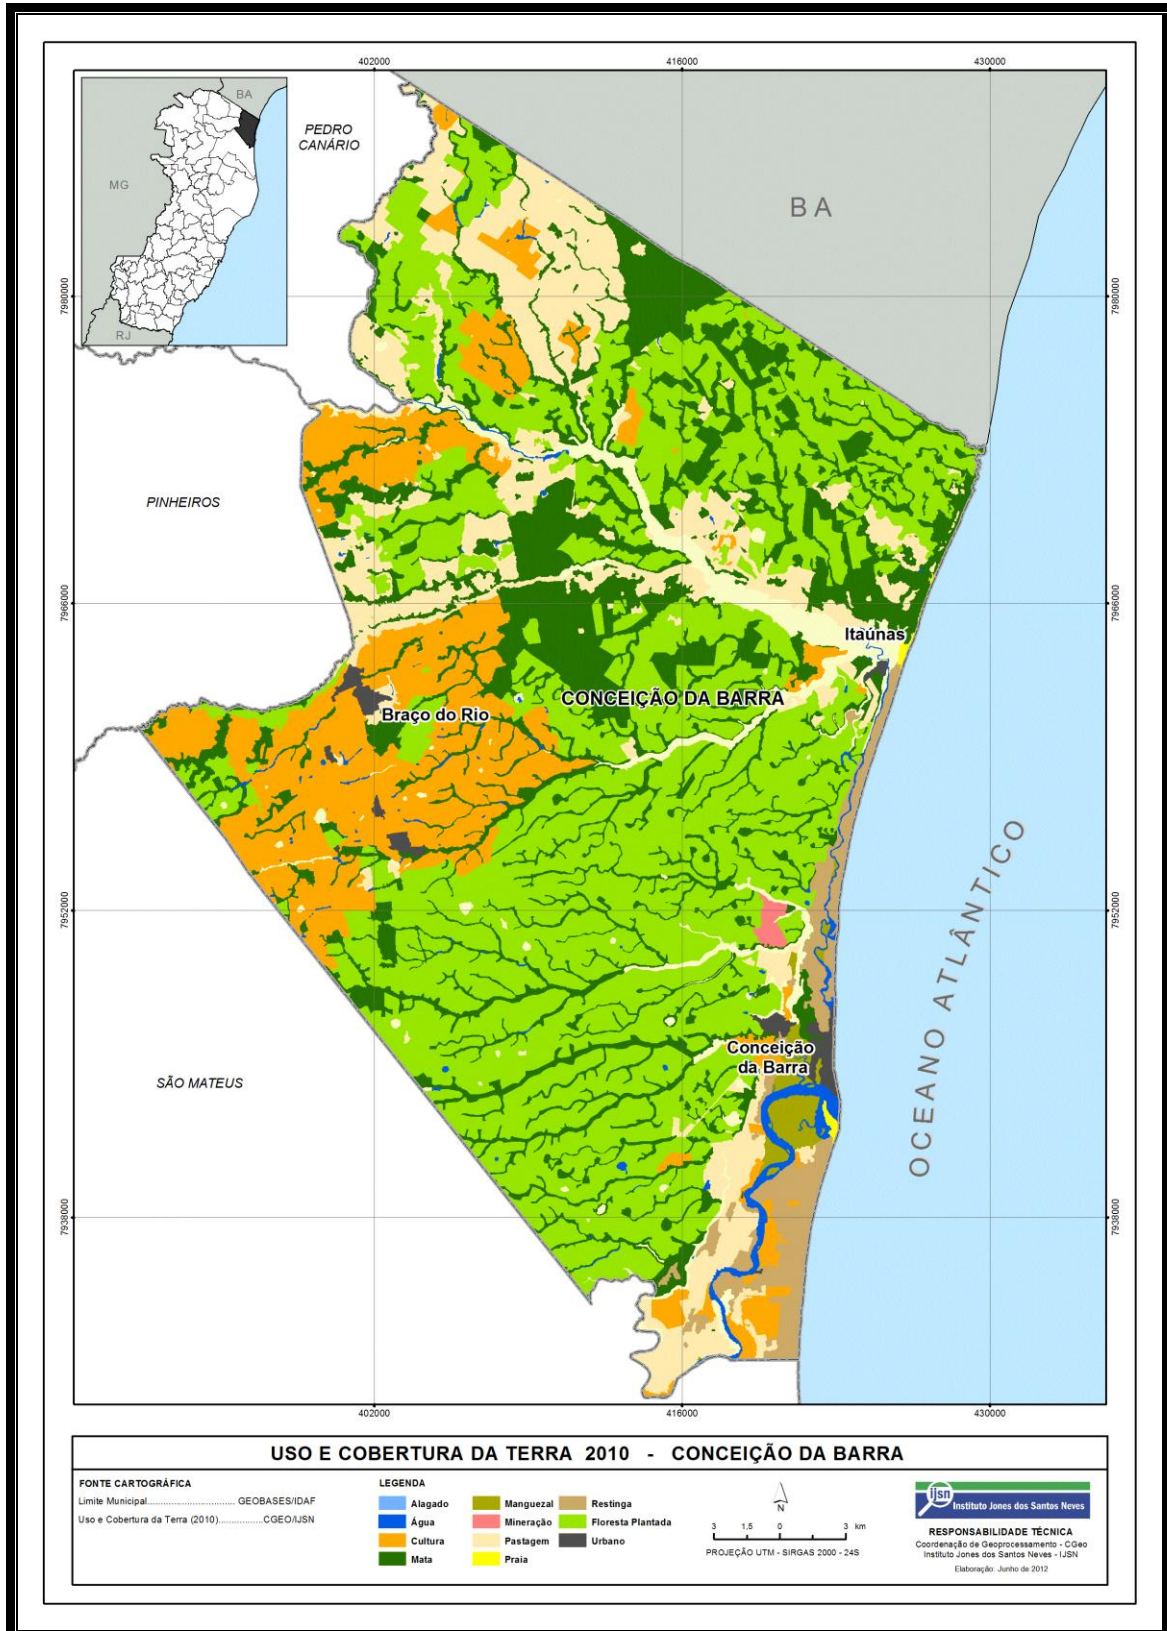 402000
416000
430000
BA
MG
RJ
PEDRO
CANÁRIO
BA
7980000
7980000
PINHEIROS
7966000
7966000
Itaúnas
CONCEIÇÃO DA BARRA
Braço do Rio
OCEANO ATLÂNTICO
7952000
7952000
Conceição
da Barra
SÃO MATEUS
7938000
7938000
402000
416000
430000
USO E COBERTURA DA TERRA 2010 - CONCEIÇÃO DA BARRA
FONTE CARTOGRÁFICA
Limite Municipal................................ GEOBASES/IDAF
Uso e Cobertura da Terra (2010)................CGEO/IJSN
LEGENDA
Alagado
Água
Cultura
Mata
Manguezal
Mineração
Pastagem
Praia
Restinga
Floresta Plantada
Urbano
N
3 1,5 0 3 km
PROJEÇÃO UTM - SIRGAS 2000 - 24S
ijsn Instituto Jones dos Santos Neves
RESPONSABILIDADE TÉCNICA
Coordenação de Geoprocessamento - CGeo
Instituto Jones dos Santos Neves - IJSN
Elaboração: Junho de 2012